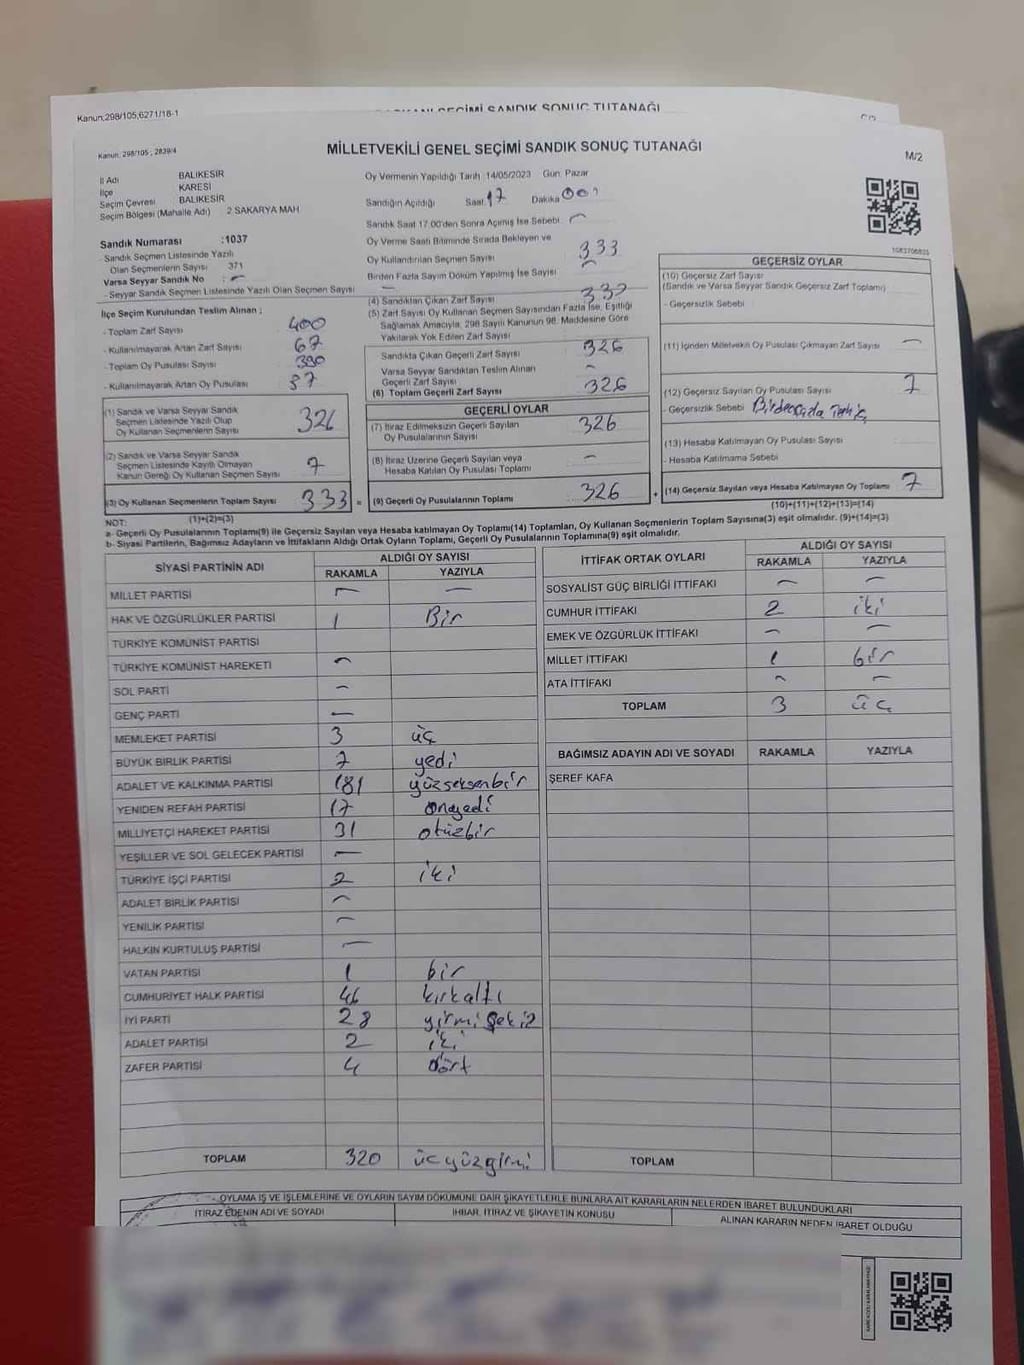 Kanun;298/105,6271/18-1
SEÇİMİ SANDIK SONUÇ TUTANAĞI
Kanun: 298/105 ; 2839/4
MİLLETVEKİLİ GENEL SEÇİMİ SANDIK SONUÇ TUTANAĞI
M/2
İl Adı BALIKESİR
İlçe KARESİ
Seçim Çevresi BALIKESİR
Seçim Bölgesi (Mahalle Adı) 2 SAKARYA MAH
Sandık Numarası :1037
- Sandık Seçmen Listesinde Yazılı
Olan Seçmenlerin Sayısı 371
Varsa Seyyar Sandık No : -
- Seyyar Sandık Seçmen Listesinde Yazılı Olan Seçmen Sayısı
Oy Vermenin Yapıldığı Tarih 14/05/2023 Gün: Pazar
Sandığın Açıldığı Saat 17 Dakika 00
Sandık Saat 17:00'den Sonra Açılmış İse Sebebi: -
Oy Verme Saati Bitiminde Sırada Bekleyen ve
Oy Kullandırılan Seçmen Sayısı 333
Birden Fazla Sayım Döküm Yapılmış İse Sayısı -
İlçe Seçim Kurulundan Teslim Alınan ;
- Toplam Zarf Sayısı 400
- Kullanılmayarak Artan Zarf Sayısı 67
- Toplam Oy Pusulası Sayısı
- Kullanılmayarak Artan Oy Pusulası
(1) Sandık ve Varsa Seyyar Sandık
Seçmen Listesinde Yazılı Olup
Oy Kullanan Seçmenlerin Sayısı 326
(2) Sandık ve Varsa Seyyar Sandık
Seçmen Listesinde Kayıtlı Olmayan
Kanun Gereği Oy Kullanan Seçmen Sayısı 7
(3) Oy Kullanan Seçmenlerin Toplam Sayısı 333 =
(1)+(2)=(3)
(4) Sandıktan Çıkan Zarf Sayısı 333
(5) Zarf Sayısı Oy Kullanan Seçmen Sayısından Fazla İse, Eşitliği
Sağlamak Amacıyla, 298 Sayılı Kanunun 98. Maddesine Göre
Yakılarak Yok Edilen Zarf Sayısı
Sandıkta Çıkan Geçerli Zarf Sayısı 326
Varsa Seyyar Sandıktan Teslim Alınan
Geçerli Zarf Sayısı -
(6) Toplam Geçerli Zarf Sayısı 326
GEÇERLİ OYLAR
(7) İtiraz Edilmeksizin Geçerli Sayılan
Oy Pusulalarının Sayısı 326
(8) İtiraz Üzerine Geçerli Sayılan veya
Hesaba Katılan Oy Pusulası Toplamı -
(9) Geçerli Oy Pusulalarının Toplamı 326 +
GEÇERSİZ OYLAR
(10) Geçersiz Zarf Sayısı
(Sandık ve Varsa Seyyar Sandık Geçersiz Zarf Toplamı)
- Geçersizlik Sebebi
(11) İçinden Milletvekili Oy Pusulası Çıkmayan Zarf Sayısı -
(12) Geçersiz Sayılan Oy Pusulası Sayısı 7
- Geçersizlik Sebebi Birden fazla
(13) Hesaba Katılmayan Oy Pusulası Sayısı
- Hesaba Katılmama Sebebi
(14) Geçersiz Sayılan veya Hesaba Katılmayan Oy Toplamı 7
(10)+(11)+(12)+(13)=(14)
NOT:
a- Geçerli Oy Pusulalarının Toplamı(9) ile Geçersiz Sayılan veya Hesaba katılmayan Oy Toplamı(14) Toplamları, Oy Kullanan Seçmenlerin Toplam Sayısına(3) eşit olmalıdır. (9)+(14)=(3)
b- Siyasi Partilerin, Bağımsız Adayların ve İttifakların Aldığı Ortak Oyların Toplamı, Geçerli Oy Pusulalarının Toplamına(9) eşit olmalıdır.
SİYASİ PARTİNİN ADI ALDIĞI OY SAYISI
RAKAMLA YAZIYLA
MİLLET PARTİSİ - -
HAK VE ÖZGÜRLÜKLER PARTİSİ 1 Bir
TÜRKİYE KOMÜNİST PARTİSİ
TÜRKİYE KOMÜNİST HAREKETİ -
SOL PARTİ -
GENÇ PARTİ -
MEMLEKET PARTİSİ 3 üç
BÜYÜK BİRLİK PARTİSİ 7 yedi
ADALET VE KALKINMA PARTİSİ 181 yüzseksenbir
YENİDEN REFAH PARTİSİ 17 onyedi
MİLLİYETÇİ HAREKET PARTİSİ 31 otüzbir
YEŞİLLER VE SOL GELECEK PARTİSİ -
TÜRKİYE İŞÇİ PARTİSİ 2 iki
ADALET BİRLİK PARTİSİ -
YENİLİK PARTİSİ -
HALKIN KURTULUŞ PARTİSİ -
VATAN PARTİSİ 1 bir
CUMHURİYET HALK PARTİSİ 46 kırkaltı
İYİ PARTİ 28 yirmi şekiz
ADALET PARTİSİ 2 iki
ZAFER PARTİSİ 4 dört
TOPLAM 320 üçyüzyirmi
İTTİFAK ORTAK OYLARI ALDIĞI OY SAYISI
RAKAMLA YAZIYLA
SOSYALİST GÜÇ BİRLİĞİ İTTİFAKI - -
CUMHUR İTTİFAKI 2 iki
EMEK VE ÖZGÜRLÜK İTTİFAKI - -
MİLLET İTTİFAKI 1 bir
ATA İTTİFAKI - -
TOPLAM 3 üç
BAĞIMSIZ ADAYIN ADI VE SOYADI RAKAMLA YAZIYLA
ŞEREF KAFA
TOPLAM
OYLAMA İŞ VE İŞLEMLERİNE VE OYLARIN SAYIM DÖKÜMÜNE DAİR ŞİKAYETLERLE BUNLARA AİT KARARLARIN NELERDEN İBARET BULUNDUKLARI
İTİRAZ EDENİN ADI VE SOYADI İHBAR, İTİRAZ VE ŞİKAYETİN KONUSU ALINAN KARARIN NEDEN İBARET OLDUĞU